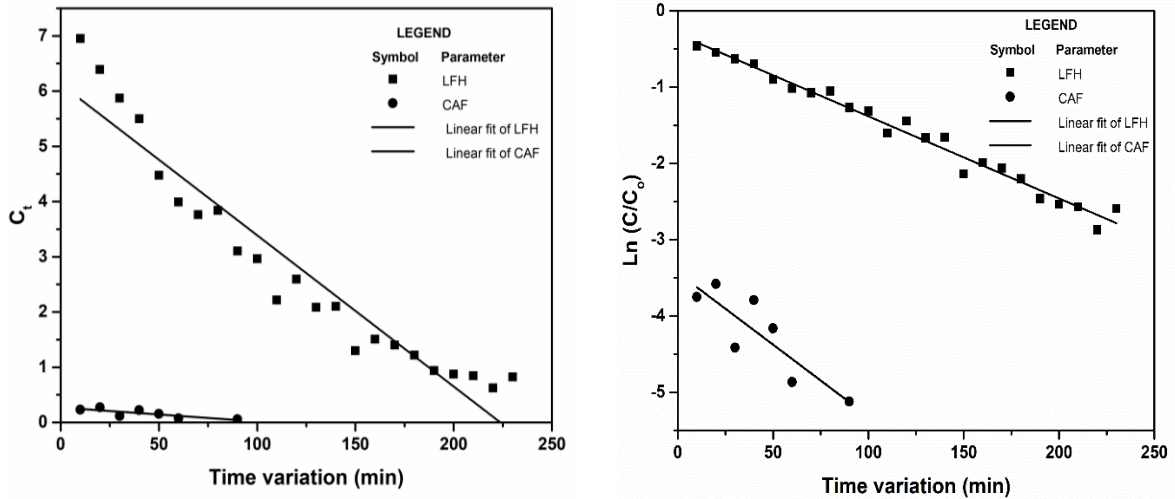 LEGEND
Symbol Parameter
LFH
CAF
Linear fit of LFH
Linear fit of CAF
7
6
5
4
3
2
1
0
C_t
0 50 100 150 200 250
Time variation (min)
LEGEND
Symbol Parameter
LFH
CAF
Linear fit of LFH
Linear fit of CAF
0
-1
-2
-3
-4
-5
Ln (C/C_o)
0 50 100 150 200 250
Time variation (min)